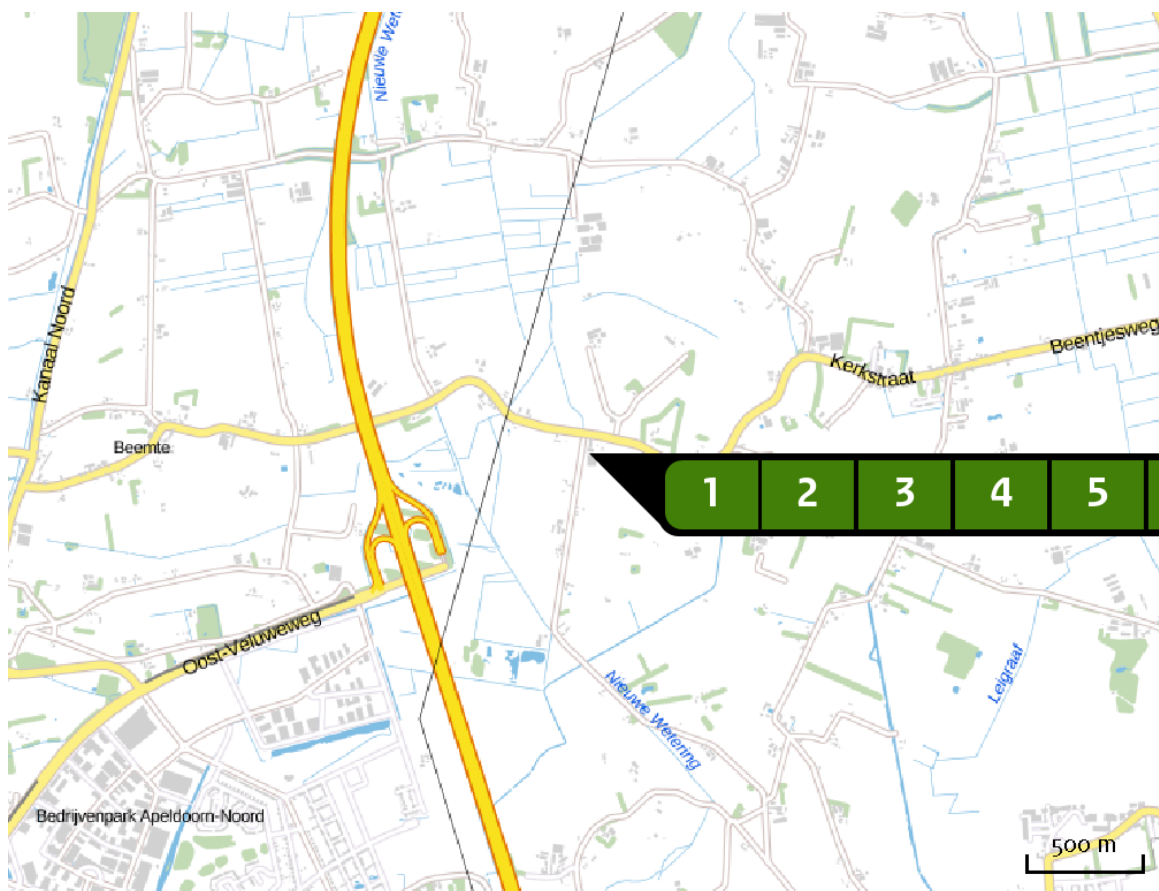 Nieuwe Wet
Kanaal Noord
Beentjesweg
Kerkstraat
Beemte
1 2 3 4 5
Oost-Veluweweg
Nieuwe Wetering
Leigraaf
Bedrijvenpark Apeldoorn-Noord
500 m